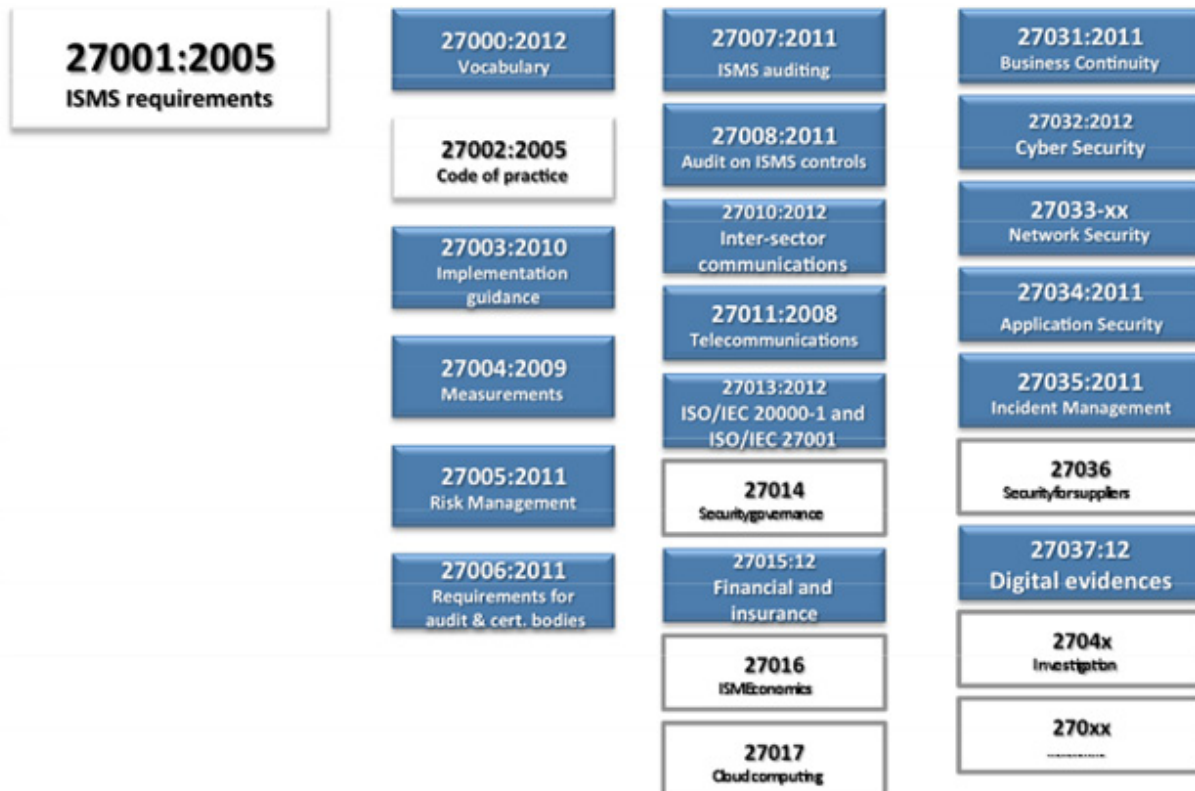 27001:2005
ISMS requirements
27000:2012
Vocabulary
27002:2005
Code of practice
27003:2010
Implementation
guidance
27004:2009
Measurements
27005:2011
Risk Management
27006:2011
Requirements for
audit & cert. bodies
27007:2011
ISMS auditing
27008:2011
Audit on ISMS controls
27010:2012
Inter-sector
communications
27011:2008
Telecommunications
27013:2012
ISO/IEC 20000-1 and
ISO/IEC 27001
27014
Securitygovernance
27015:12
Financial and
insurance
27016
ISMEconomics
27017
Cloud computing
27031:2011
Business Continuity
27032:2012
Cyber Security
27033-xx
Network Security
27034:2011
Application Security
27035:2011
Incident Management
27036
Securityforsuppliers
27037:12
Digital evidences
2704x
Investigation
270xx
............